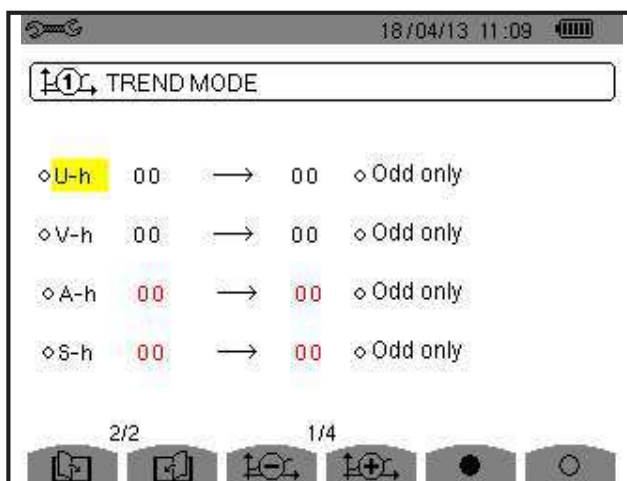 18/04/13 11:09
1 TREND MODE
U-h 00 → 00 Odd only
V-h 00 → 00 Odd only
A-h 00 → 00 Odd only
S-h 00 → 00 Odd only
2/2 1/4